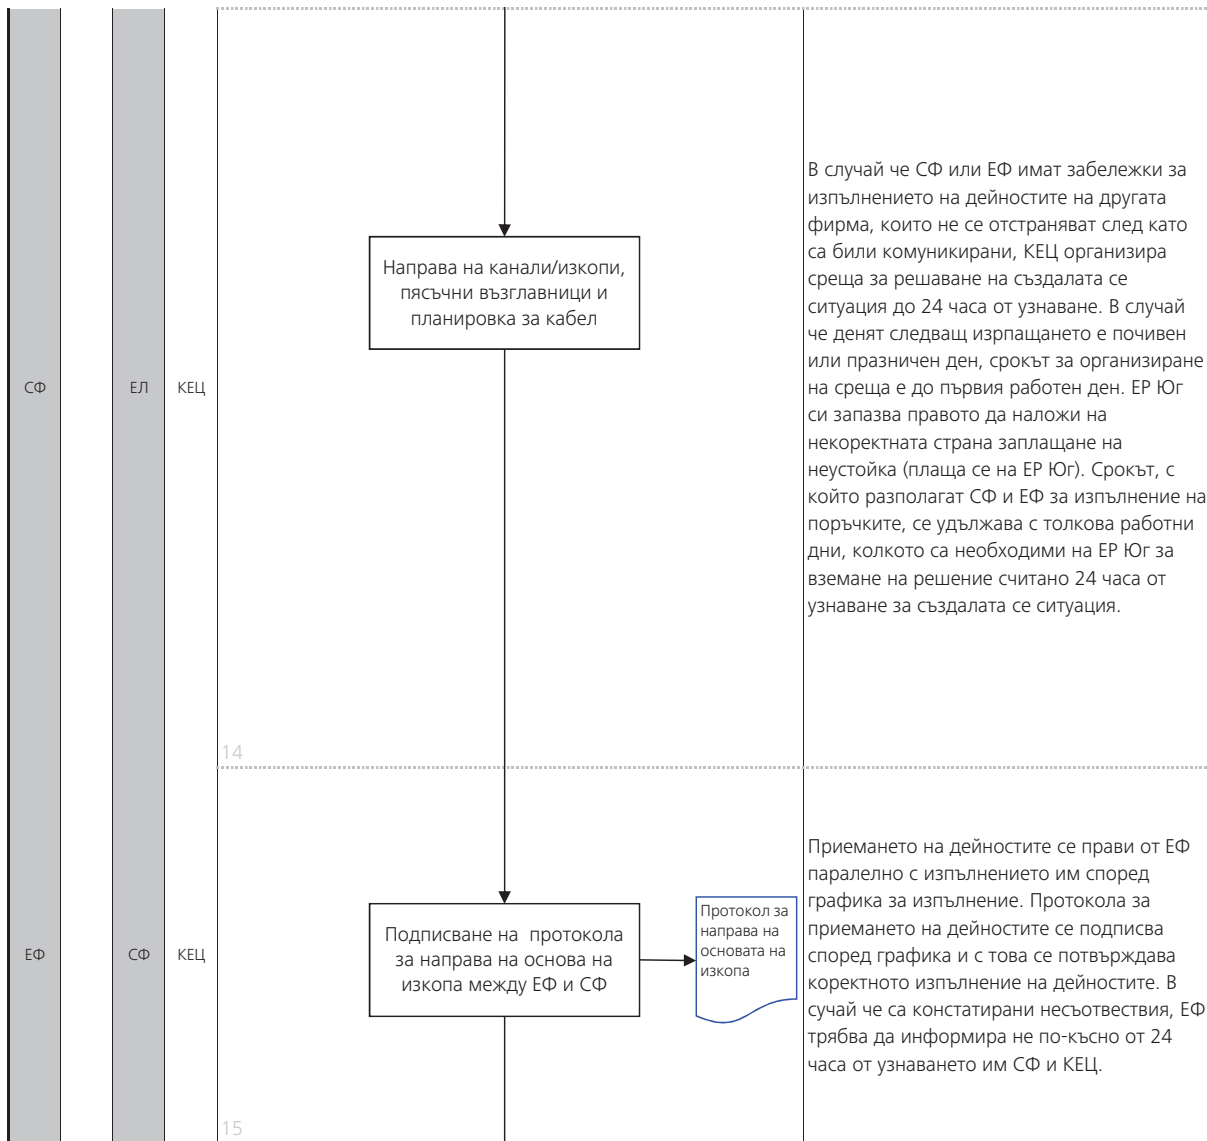 СФ
ЕЛ
КЕЦ
Направа на канали/изкопи,
пясъчни възглавници и
планировка за кабел
В случай че СФ или ЕФ имат забележки за
изпълнението на дейностите на другата
фирма, които не се отстраняват след като
са били комуникирани, КЕЦ организира
среща за решаване на създалата се
ситуация до 24 часа от узнаване. В случай
че денят следващ изрпащането е почивен
или празничен ден, срокът за организиране
на среща е до първия работен ден. ЕР Юг
си запазва правото да наложи на
некоректната страна заплащане на
неустойка (плаща се на ЕР Юг). Срокът, с
който разполагат СФ и ЕФ за изпълнение на
поръчките, се удължава с толкова работни
дни, колкото са необходими на ЕР Юг за
вземане на решение считано 24 часа от
узнаване за създалата се ситуация.
14
ЕФ
СФ
КЕЦ
Подписване на протокола
за направа на основа на
изкопа между ЕФ и СФ
Протокол за
направа на
основата на
изкопа
Приемането на дейностите се прави от ЕФ
паралелно с изпълнението им според
графика за изпълнение. Протокола за
приемането на дейностите се подписва
според графика и с това се потвърждава
коректното изпълнение на дейностите. В
сучай че са констатирани несъотвествия, ЕФ
трябва да информира не по-късно от 24
часа от узнаването им СФ и КЕЦ.
15